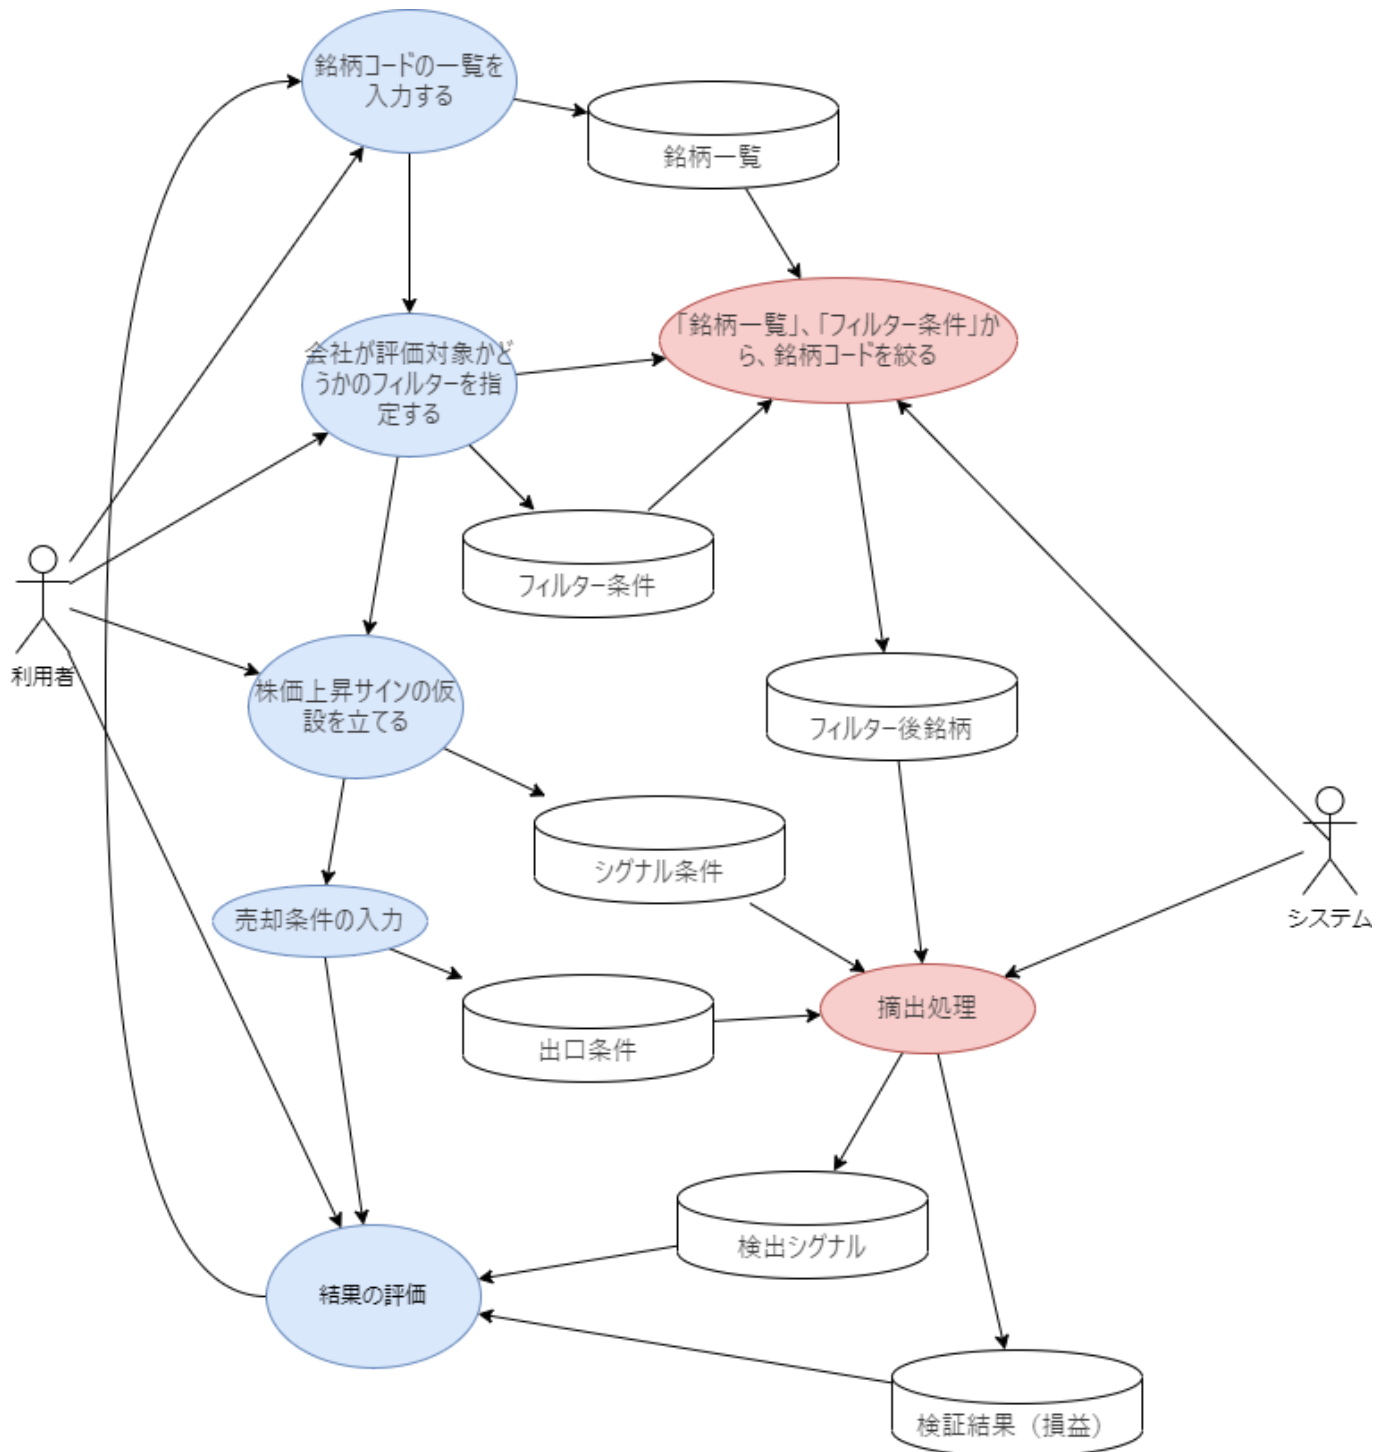 銘柄コードの一覧を
入力する
銘柄一覧
「銘柄一覧」、「フィルター条件」か
ら、銘柄コードを絞る
会社が評価対象かど
うかのフィルターを指
定する
フィルター条件
利用者
株価上昇サインの仮
設を立てる
フィルター後銘柄
シグナル条件
システム
売却条件の入力
出口条件
摘出処理
検出シグナル
結果の評価
検証結果（損益）